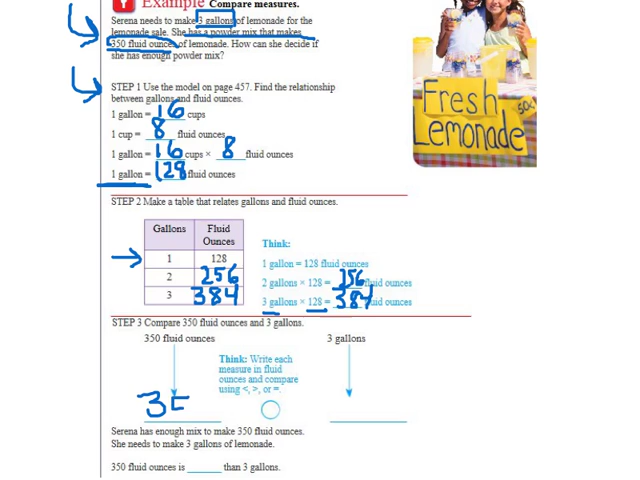 Example Compare measures.
Serena needs to make 3 gallons of lemonade for the
lemonade sale. She has a powder mix that makes
350 fluid ounces of lemonade. How can she decide if
she has enough powder mix?
Fresh
50¢
Lemonade
STEP 1 Use the model on page 457. Find the relationship
between gallons and fluid ounces.
1 gallon = 16 cups
1 cup = 8 fluid ounces
1 gallon = 16 cups × 8 fluid ounces
1 gallon = 128 fluid ounces
STEP 2 Make a table that relates gallons and fluid ounces.
Gallons Fluid Ounces
1 128
2 256
3 384
Think:
1 gallon = 128 fluid ounces
2 gallons × 128 = 256 fluid ounces
3 gallons × 128 = 384 fluid ounces
STEP 3 Compare 350 fluid ounces and 3 gallons.
350 fluid ounces 3 gallons
Think: Write each
measure in fluid
ounces and compare
using <, >, or =.
Serena has enough mix to make 350 fluid ounces.
She needs to make 3 gallons of lemonade.
350 fluid ounces is ______ than 3 gallons.